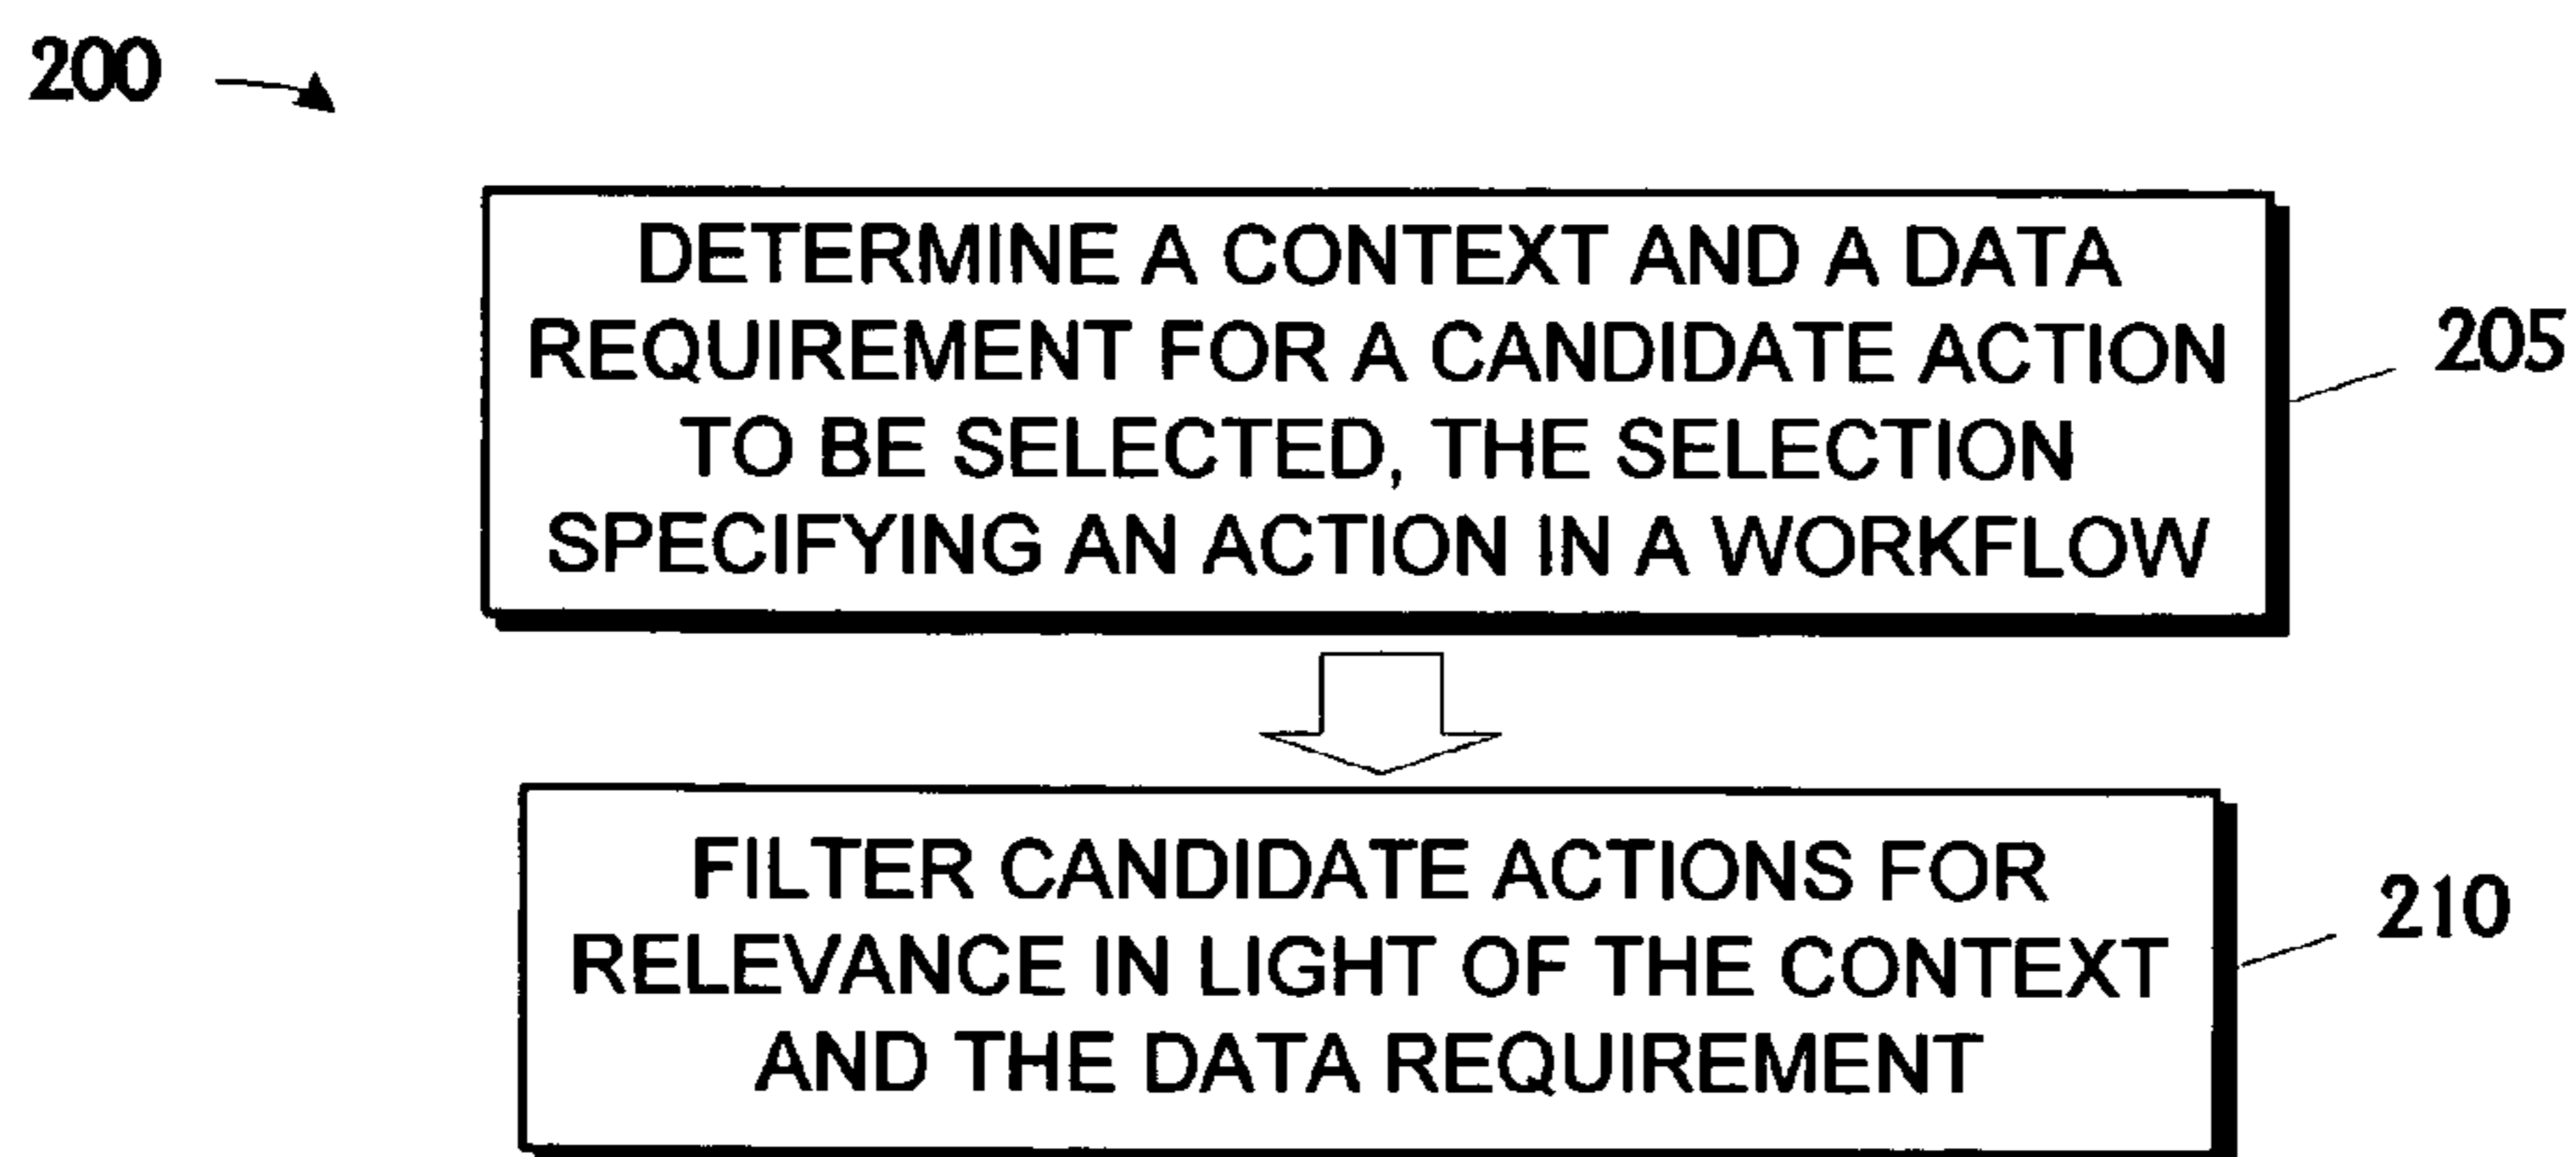 200
DETERMINE A CONTEXT AND A DATA
REQUIREMENT FOR A CANDIDATE ACTION
TO BE SELECTED, THE SELECTION
SPECIFYING AN ACTION IN A WORKFLOW
205
FILTER CANDIDATE ACTIONS FOR
RELEVANCE IN LIGHT OF THE CONTEXT
AND THE DATA REQUIREMENT
210